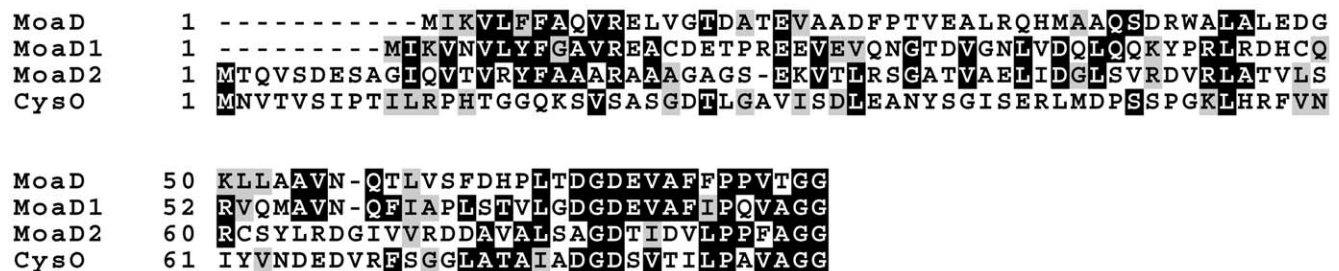 MoaD 1 -----------MIKVLFFAQVRELVGTDATEVAADFPTVEALRQHMAAQSDRWALALEDG
MoaD1 1 ---------MIKVNVLYFGAVREACDETPREEVEVQNGTDVGNLVDQLQQKYPRLRDHCQ
MoaD2 1 MTQVSDESAGIQVTVRYFAAARAAAGAGS-EKVTLRSGATVAELIDGLSVRDVRLATVLS
CysO 1 MNVTVSIPTILRPHTGGQKSVSASGDTLGAVISDLEANYSGISERLMDPSSPGKLHRFVN
MoaD 50 KLLAAVN-QTLVSFDHPLTDGDEVAFFPPVTGG
MoaD1 52 RVQMAVN-QFIAPLSTVLGDGDEVAFIPQVAGG
MoaD2 60 RCSYLRDGIVVRDDAVALSAGDTIDVLPPFAGG
CysO 61 IYVNDEDVRFSGGLATAIADGDSVTILPAVAGG